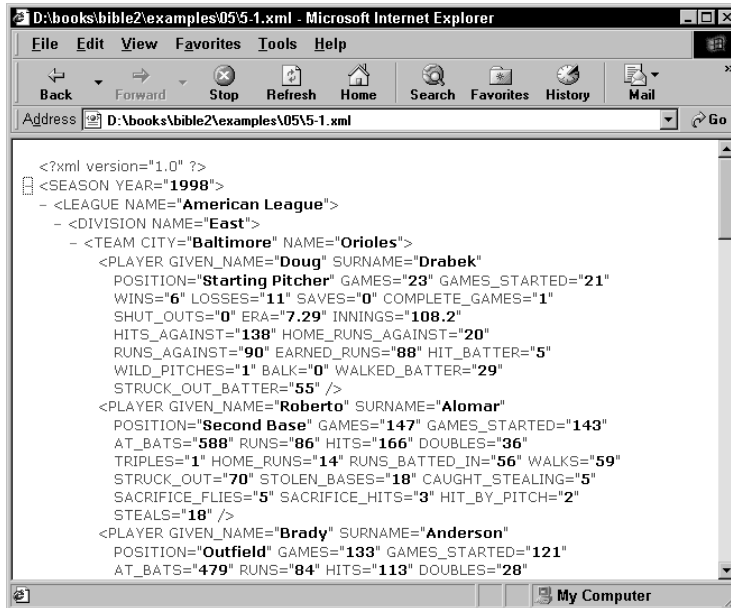 D:\books\bible2\examples\05\5-1.xml - Microsoft Internet Explorer
File Edit View Favorites Tools Help
Back Forward Stop Refresh Home Search Favorites History Mail »
Address D:\books\bible2\examples\05\5-1.xml Go
<?xml version="1.0" ?>
- <SEASON YEAR="1998">
- <LEAGUE NAME="American League">
- <DIVISION NAME="East">
- <TEAM CITY="Baltimore" NAME="Orioles">
<PLAYER GIVEN_NAME="Doug" SURNAME="Drabek"
POSITION="Starting Pitcher" GAMES="23" GAMES_STARTED="21"
WINS="6" LOSSES="11" SAVES="0" COMPLETE_GAMES="1"
SHUT_OUTS="0" ERA="7.29" INNINGS="108.2"
HITS_AGAINST="138" HOME_RUNS_AGAINST="20"
RUNS_AGAINST="90" EARNED_RUNS="88" HIT_BATTER="5"
WILD_PITCHES="1" BALK="0" WALKED_BATTER="29"
STRUCK_OUT_BATTER="55" />
<PLAYER GIVEN_NAME="Roberto" SURNAME="Alomar"
POSITION="Second Base" GAMES="147" GAMES_STARTED="143"
AT_BATS="588" RUNS="86" HITS="166" DOUBLES="36"
TRIPLES="1" HOME_RUNS="14" RUNS_BATTED_IN="56" WALKS="59"
STRUCK_OUT="70" STOLEN_BASES="18" CAUGHT_STEALING="5"
SACRIFICE_FLIES="5" SACRIFICE_HITS="3" HIT_BY_PITCH="2"
STEALS="18" />
<PLAYER GIVEN_NAME="Brady" SURNAME="Anderson"
POSITION="Outfield" GAMES="133" GAMES_STARTED="121"
AT_BATS="479" RUNS="84" HITS="113" DOUBLES="28"
My Computer